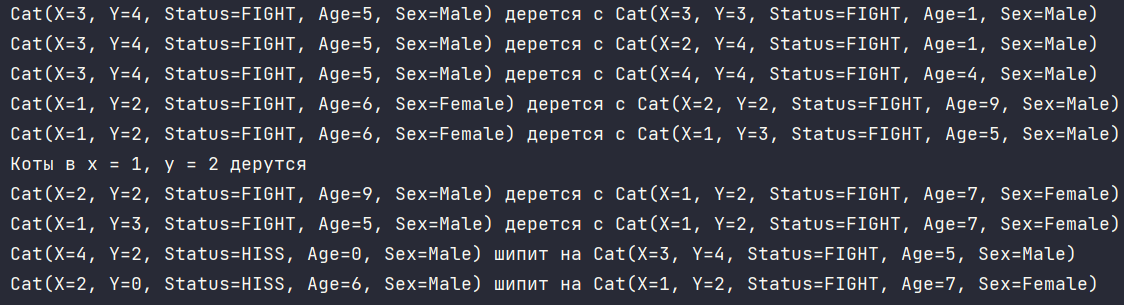 Cat(X=3, Y=4, Status=FIGHT, Age=5, Sex=Male) дерется с Cat(X=3, Y=3, Status=FIGHT, Age=1, Sex=Male)
Cat(X=3, Y=4, Status=FIGHT, Age=5, Sex=Male) дерется с Cat(X=2, Y=4, Status=FIGHT, Age=1, Sex=Male)
Cat(X=3, Y=4, Status=FIGHT, Age=5, Sex=Male) дерется с Cat(X=4, Y=4, Status=FIGHT, Age=4, Sex=Male)
Cat(X=1, Y=2, Status=FIGHT, Age=6, Sex=Female) дерется с Cat(X=2, Y=2, Status=FIGHT, Age=9, Sex=Male)
Cat(X=1, Y=2, Status=FIGHT, Age=6, Sex=Female) дерется с Cat(X=1, Y=3, Status=FIGHT, Age=5, Sex=Male)
Коты в x = 1, y = 2 дерутся
Cat(X=2, Y=2, Status=FIGHT, Age=9, Sex=Male) дерется с Cat(X=1, Y=2, Status=FIGHT, Age=7, Sex=Female)
Cat(X=1, Y=3, Status=FIGHT, Age=5, Sex=Male) дерется с Cat(X=1, Y=2, Status=FIGHT, Age=7, Sex=Female)
Cat(X=4, Y=2, Status=HISS, Age=0, Sex=Male) шипит на Cat(X=3, Y=4, Status=FIGHT, Age=5, Sex=Male)
Cat(X=2, Y=0, Status=HISS, Age=6, Sex=Male) шипит на Cat(X=1, Y=2, Status=FIGHT, Age=7, Sex=Female)